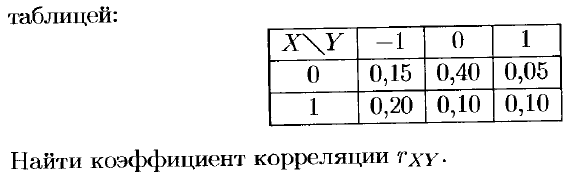 таблицей:
X\Y −1 0 1
0 0,15 0,40 0,05
1 0,20 0,10 0,10
Найти коэффициент корреляции rXY.